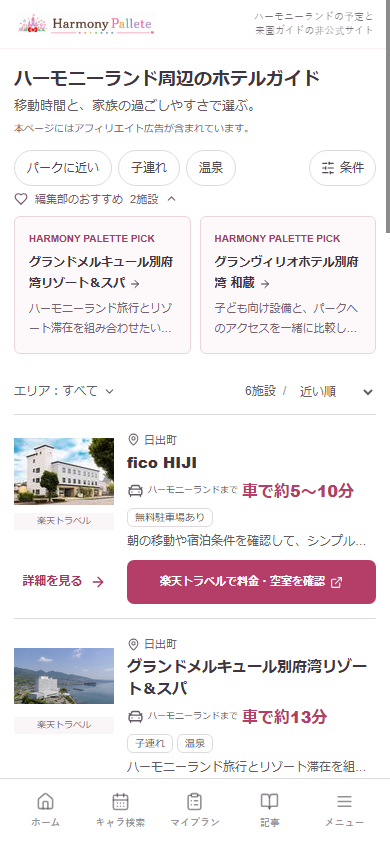 Harmony Pallete
ハーモニーランドの予定と
来園ガイドの非公式サイト
ハーモニーランド周辺のホテルガイド
移動時間と、家族の過ごしやすさで選ぶ。
本ページにはアフィリエイト広告が含まれています。
パークに近い
子連れ
温泉
条件
編集部のおすすめ 2施設
HARMONY PALETTE PICK
グランドメルキュール別府
湾リゾート&スパ →
ハーモニーランド旅行とリゾ
ート滞在を組み合わせたい...
HARMONY PALETTE PICK
グランヴィリオホテル別府
湾 和蔵 →
子ども向け設備と、パークへ
のアクセスを一緒に比較し...
エリア:すべて
6施設 / 近い順
日出町
fico HIJI
ハーモニーランドまで 車で約5〜10分
無料駐車場あり
朝の移動や宿泊条件を確認して、シンプル...
楽天トラベル
詳細を見る →
楽天トラベルで料金・空室を確認
日出町
グランドメルキュール別府湾リゾー
ト&スパ
ハーモニーランドまで 車で約13分
子連れ
温泉
ハーモニーランド旅行とリゾート滞在を組...
楽天トラベル
ホーム
キャラ検索
マイプラン
記事
メニュー